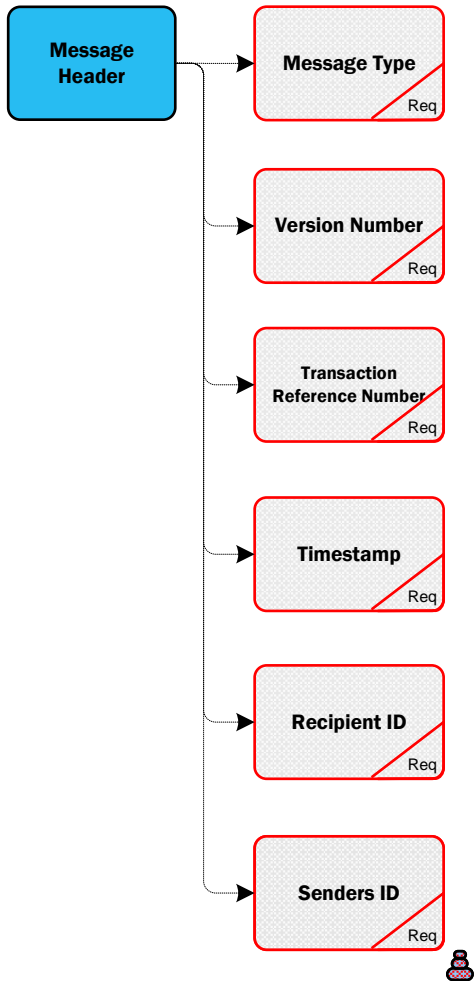 Message
Header
Message Type
Req
Version Number
Req
Transaction
Reference Number
Req
Timestamp
Req
Recipient ID
Req
Senders ID
Req